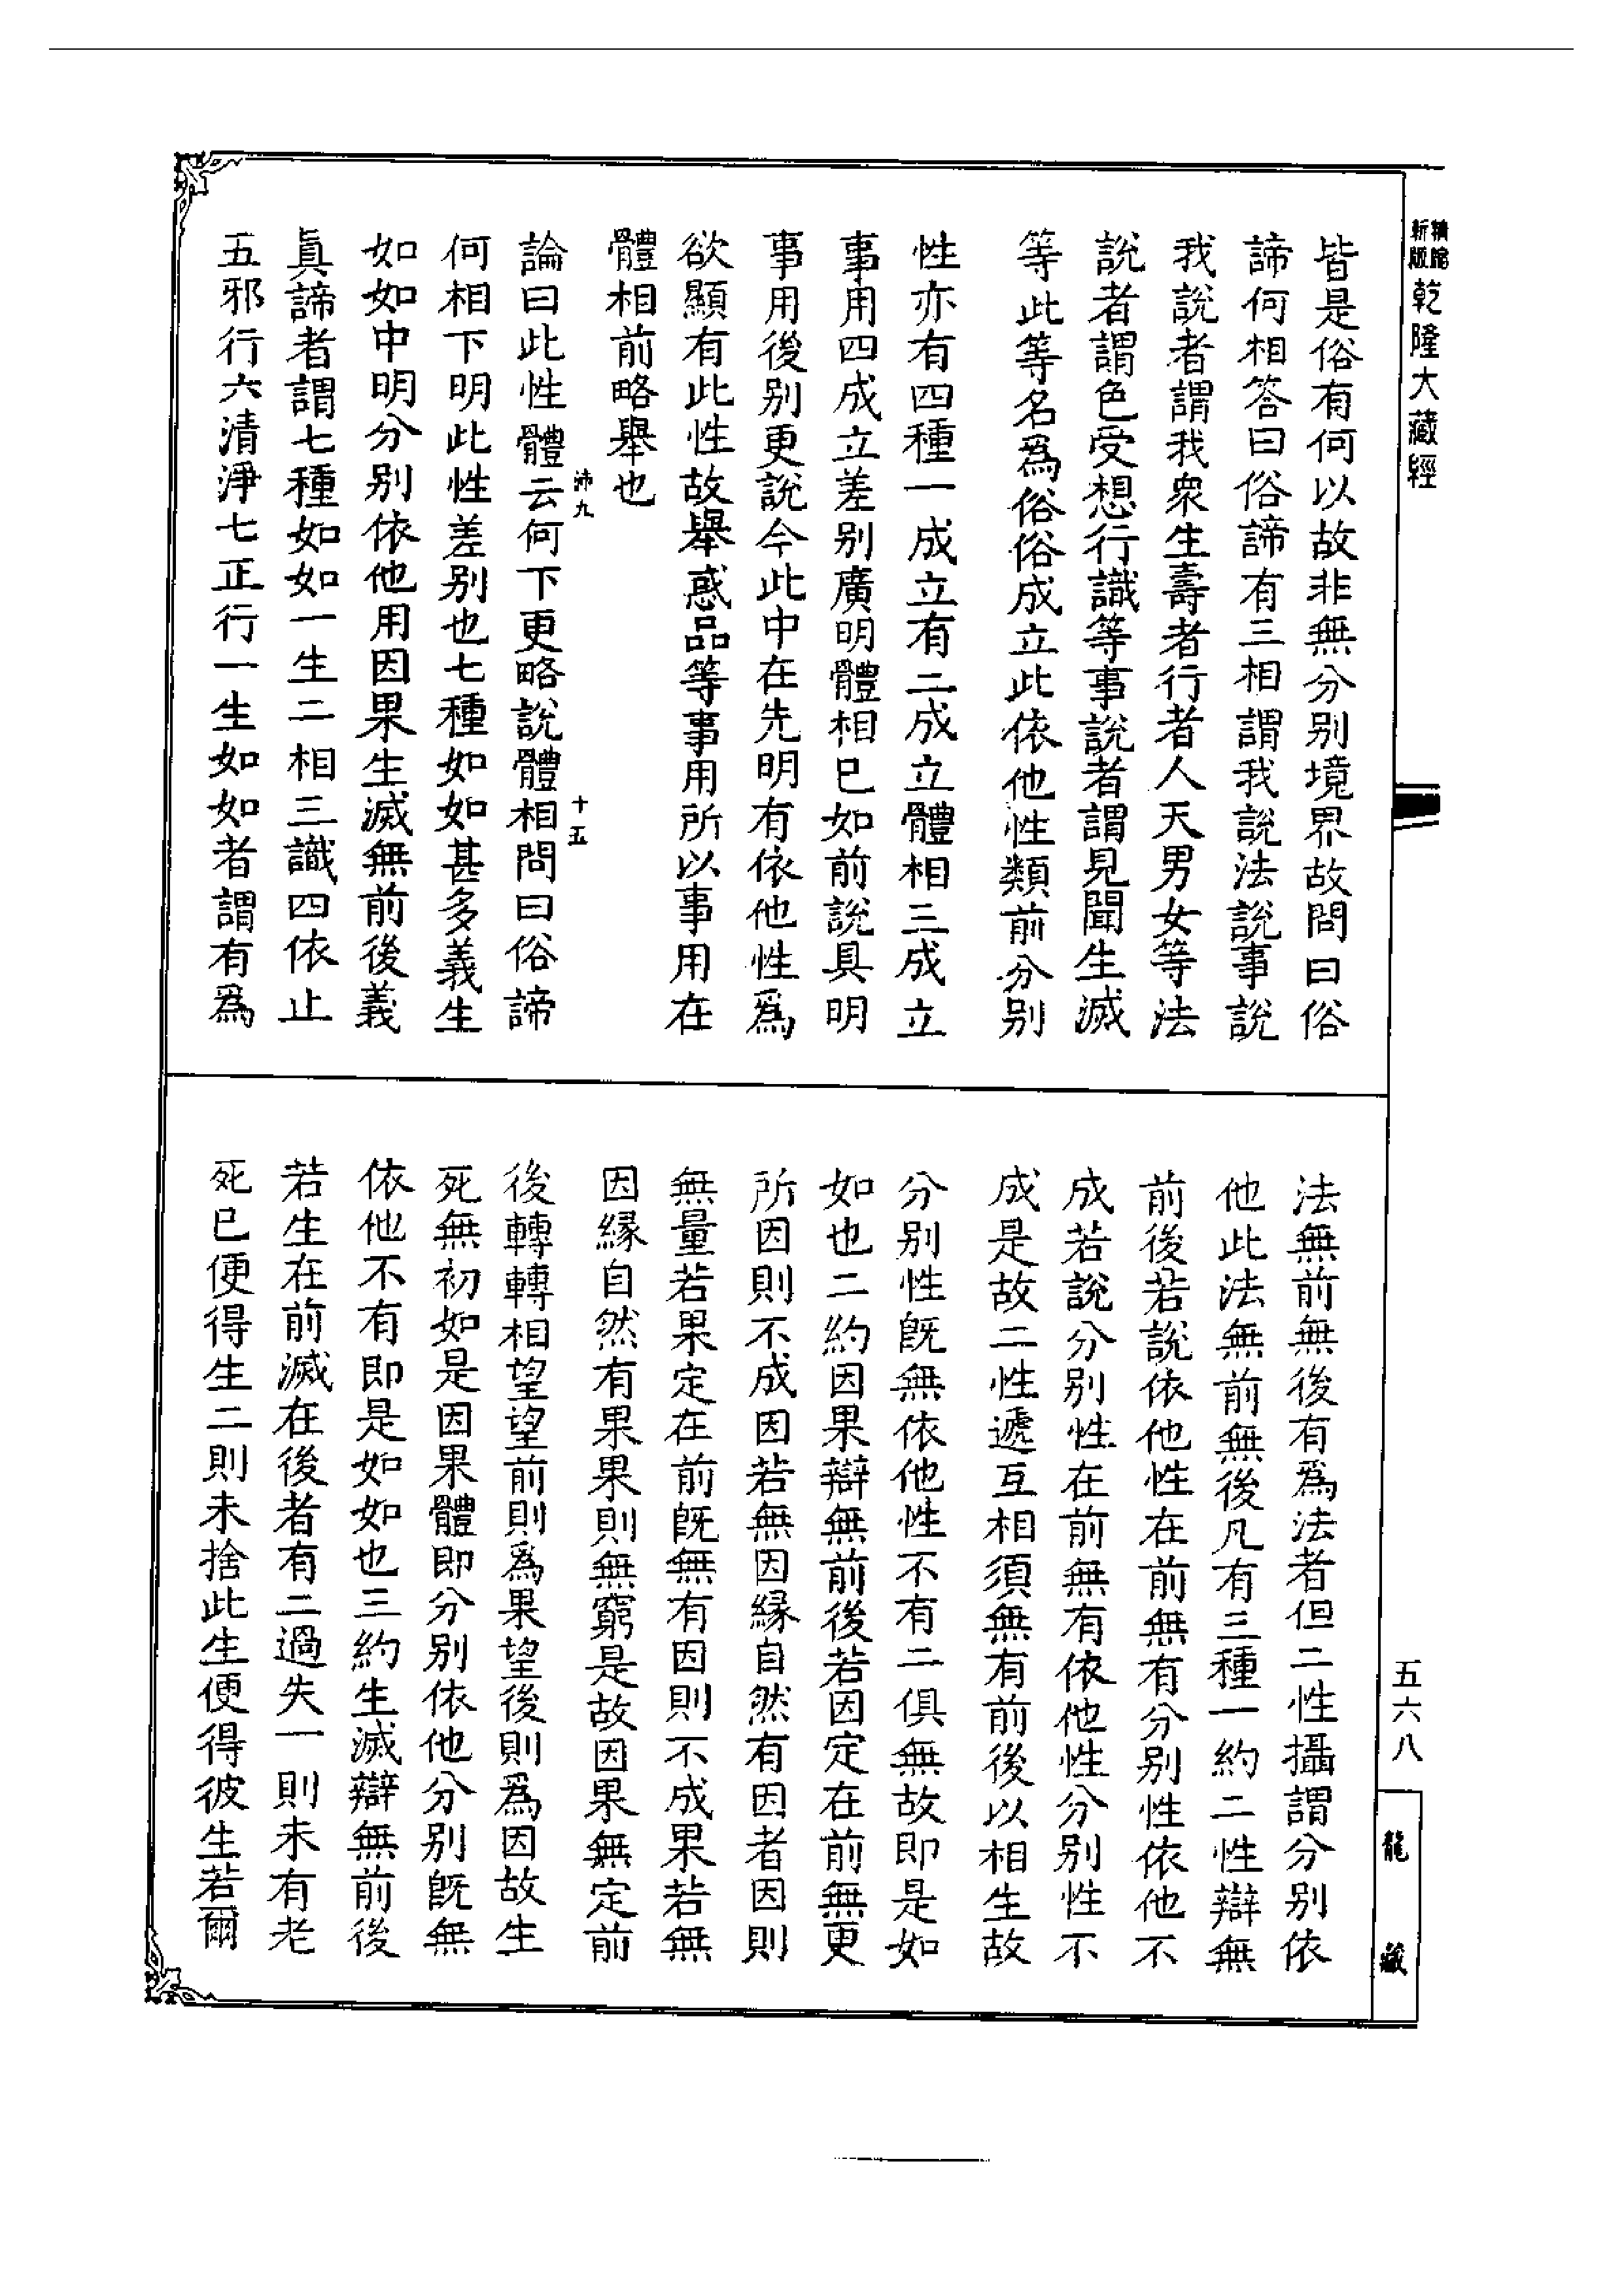 精縮新版乾隆大藏經
皆是俗有何以故非無分別境界故問曰俗
諦何相答曰俗諦有三相謂我說法說事說
我說者謂我衆生壽者行者人天男女等法
說者謂色受想行識等事說者謂見聞生滅
等此等名爲俗俗成立此依他性類前分別
性亦有四種一成立有二成立體相三成立
事用四成立差别廣明體相已如前說具明
事用後别更說今此中在先明有依他性爲
欲顯有此性故舉惑品等事用所以事用在
體相前略舉也
沛九
十五
論曰此性體云何下更略說體相問曰俗諦
何相下明此性差别也七種如如甚多義生
如如中明分别依他用因果生滅無前後義
眞諦者謂七種如如一生二相三識四依止
五邪行六清淨七正行一生如如者謂有爲
法無前無後有爲法者但二性攝謂分别依
他此法無前無後凡有三種一約二性辯無
前後若說依他性在前無有分别性依他不
成若說分别性在前無有依他性分别性不
成是故二性遞互相須無有前後以相生故
分别性既無依他性不有二俱無故即是如
如也二約因果辯無前後若因定在前無更
所因則不成因若無因緣自然有因者因則
無量若果定在前既無有因則不成果若無
因緣自然有果果則無窮是故因果無定前
後轉轉相望望前則爲果望後則爲因故生
死無初如是因果體即分别依他分别既無
依他不有即是如如也三約生滅辯無前後
若生在前滅在後者有二過失一則未有老
死已便得生二則未捨此生便得彼生若爾
五六八
龍藏